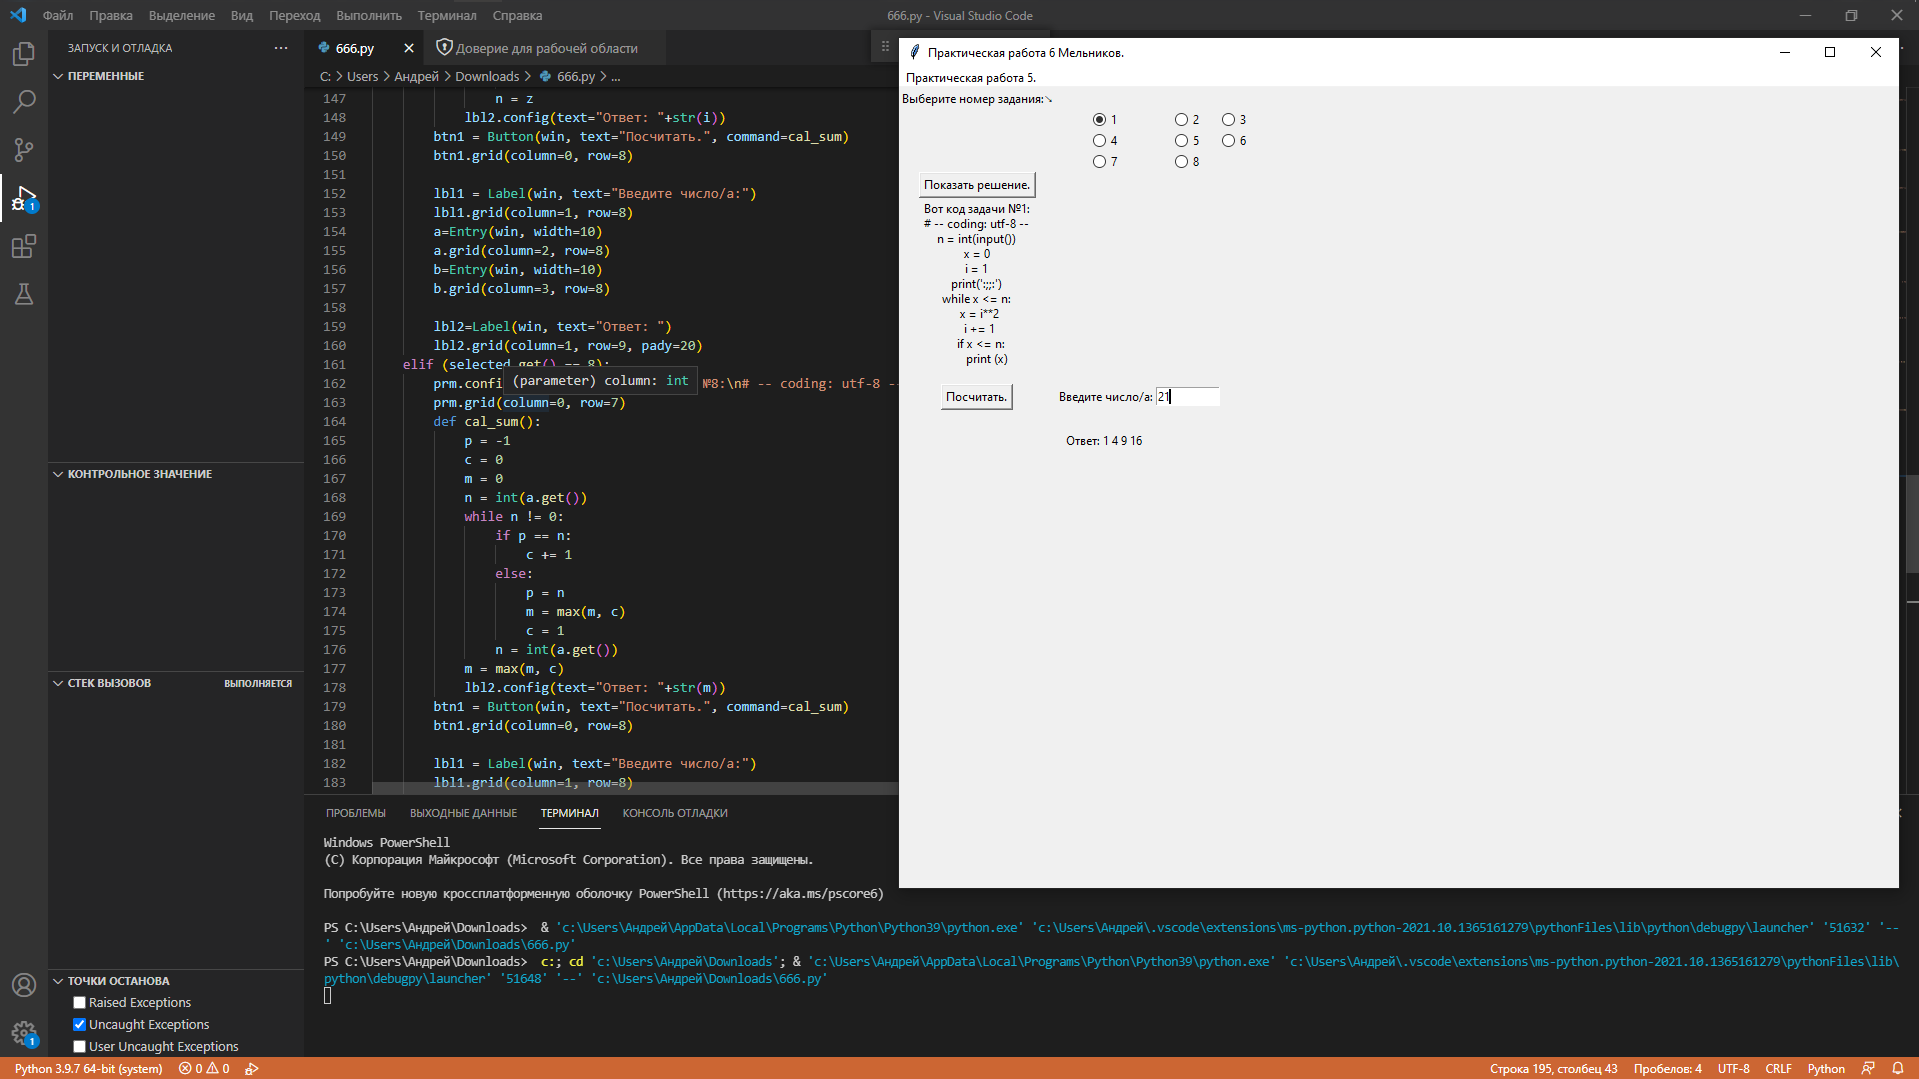 Файл Правка Выделение Вид Переход Выполнить Терминал Справка
666.py - Visual Studio Code
ЗАПУСК И ОТЛАДКА
ПЕРЕМЕННЫЕ
КОНТРОЛЬНОЕ ЗНАЧЕНИЕ
СТЕК ВЫЗОВОВ ВЫПОЛНЯЕТСЯ
ТОЧКИ ОСТАНОВА
Raised Exceptions
Uncaught Exceptions
User Uncaught Exceptions
1
1
666.py Доверие для рабочей области
C: > Users > Андрей > Downloads > 666.py > ...
147 n = z
148 lbl2.config(text="Ответ: "+str(i))
149 btn1 = Button(win, text="Посчитать.", command=cal_sum)
150 btn1.grid(column=0, row=8)
151
152 lbl1 = Label(win, text="Введите число/а:")
153 lbl1.grid(column=1, row=8)
154 a=Entry(win, width=10)
155 a.grid(column=2, row=8)
156 b=Entry(win, width=10)
157 b.grid(column=3, row=8)
158
159 lbl2=Label(win, text="Ответ: ")
160 lbl2.grid(column=1, row=9, pady=20)
161 elif (selected.get() == 8):
(parameter) column: int
162 prm.confi №8:\n# -- coding: utf-8 --
163 prm.grid(column=0, row=7)
164 def cal_sum():
165 p = -1
166 c = 0
167 m = 0
168 n = int(a.get())
169 while n != 0:
170 if p == n:
171 c += 1
172 else:
173 p = n
174 m = max(m, c)
175 c = 1
176 n = int(a.get())
177 m = max(m, c)
178 lbl2.config(text="Ответ: "+str(m))
179 btn1 = Button(win, text="Посчитать.", command=cal_sum)
180 btn1.grid(column=0, row=8)
181
182 lbl1 = Label(win, text="Введите число/а:")
183 lbl1.grid(column=1, row=8)
Практическая работа 6 Мельников.
Практическая работа 5.
Выберите номер задания:
1 2 3
4 5 6
7 8
Показать решение.
Вот код задачи №1:
# -- coding: utf-8 --
n = int(input())
x = 0
i = 1
print(':;;;:')
while x <= n:
x = i**2
i += 1
if x <= n:
print (x)
Посчитать. Введите число/а: 21
Ответ: 1 4 9 16
ПРОБЛЕМЫ ВЫХОДНЫЕ ДАННЫЕ ТЕРМИНАЛ КОНСОЛЬ ОТЛАДКИ
Windows PowerShell
(C) Корпорация Майкрософт (Microsoft Corporation). Все права защищены.
Попробуйте новую кроссплатформенную оболочку PowerShell (https://aka.ms/pscore6)
PS C:\Users\Андрей\Downloads> & 'c:\Users\Андрей\AppData\Local\Programs\Python\Python39\python.exe' 'c:\Users\Андрей\.vscode\extensions\ms-python.python-2021.10.1365161279\pythonFiles\lib\python\debugpy\launcher' '51632' '--
' 'c:\Users\Андрей\Downloads\666.py'
PS C:\Users\Андрей\Downloads> c:; cd 'c:\Users\Андрей\Downloads'; & 'c:\Users\Андрей\AppData\Local\Programs\Python\Python39\python.exe' 'c:\Users\Андрей\.vscode\extensions\ms-python.python-2021.10.1365161279\pythonFiles\lib\
python\debugpy\launcher' '51648' '--' 'c:\Users\Андрей\Downloads\666.py'
Python 3.9.7 64-bit (system) 0 0
Строка 195, столбец 43 Пробелов: 4 UTF-8 CRLF Python